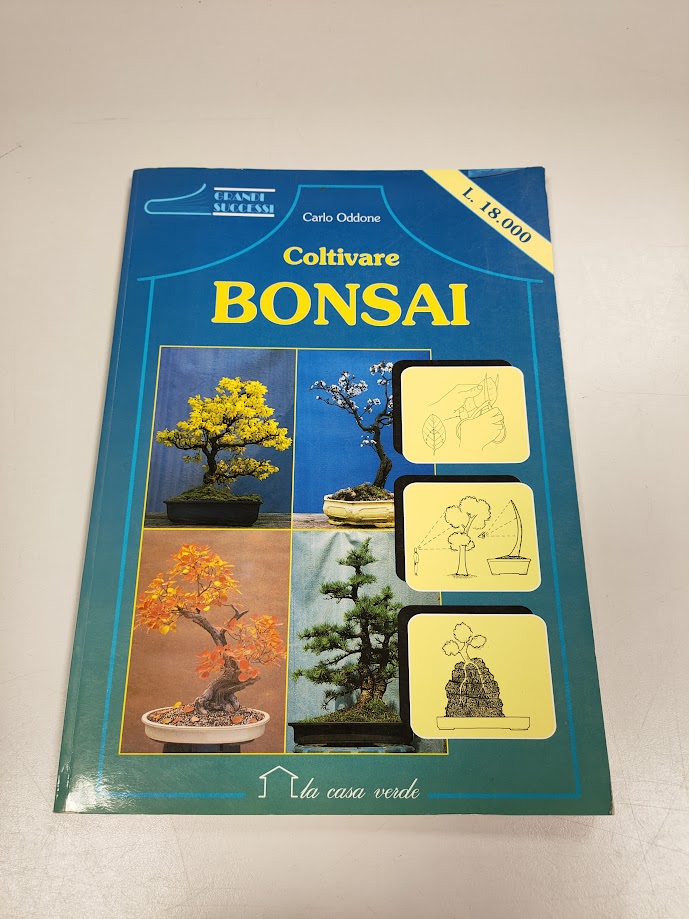 GRANDI
SUCCESSI
Carlo Oddone
L. 18.000
Coltivare
BONSAI
la casa verde